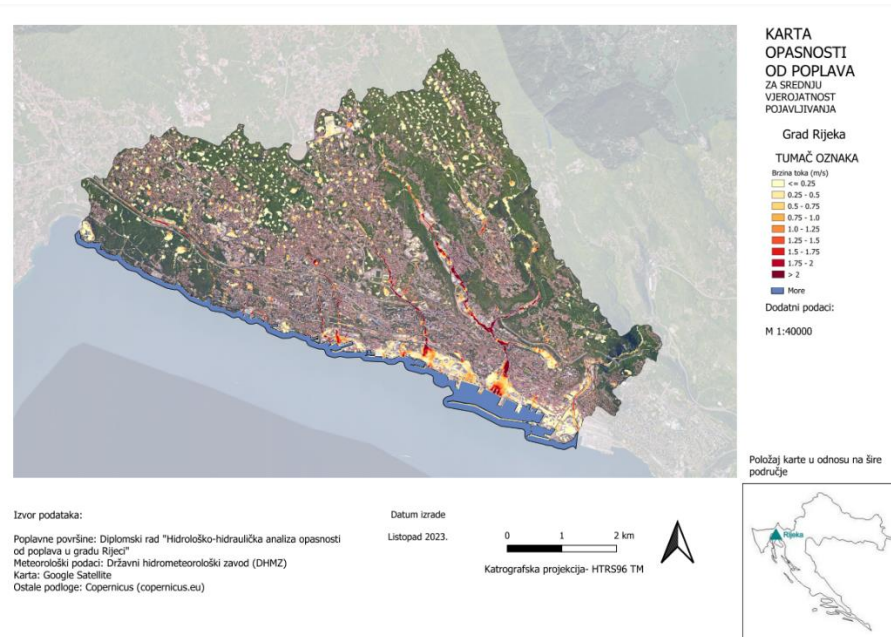 KARTA
OPASNOSTI
OD POPLAVA
ZA SREDNJU
VJEROJATNOST
POJAVLJIVANJA
Grad Rijeka
TUMAČ OZNAKA
Brzina toka (m/s)
<= 0.25
0.25 - 0.5
0.5 - 0.75
0.75 - 1.0
1.0 - 1.25
1.25 - 1.5
1.5 - 1.75
1.75 - 2
> 2
More
Dodatni podaci:
M 1:40000
Položaj karte u odnosu na šire
područje
Rijeka
Izvor podataka:
Poplavne površine: Diplomski rad "Hidrološko-hidraulička analiza opasnosti
od poplava u gradu Rijeci"
Meteorološki podaci: Državni hidrometeorološki zavod (DHMZ)
Karta: Google Satellite
Ostale podloge: Copernicus (copernicus.eu)
Datum izrade
Listopad 2023.
0 1 2 km
Katrografska projekcija- HTRS96 TM